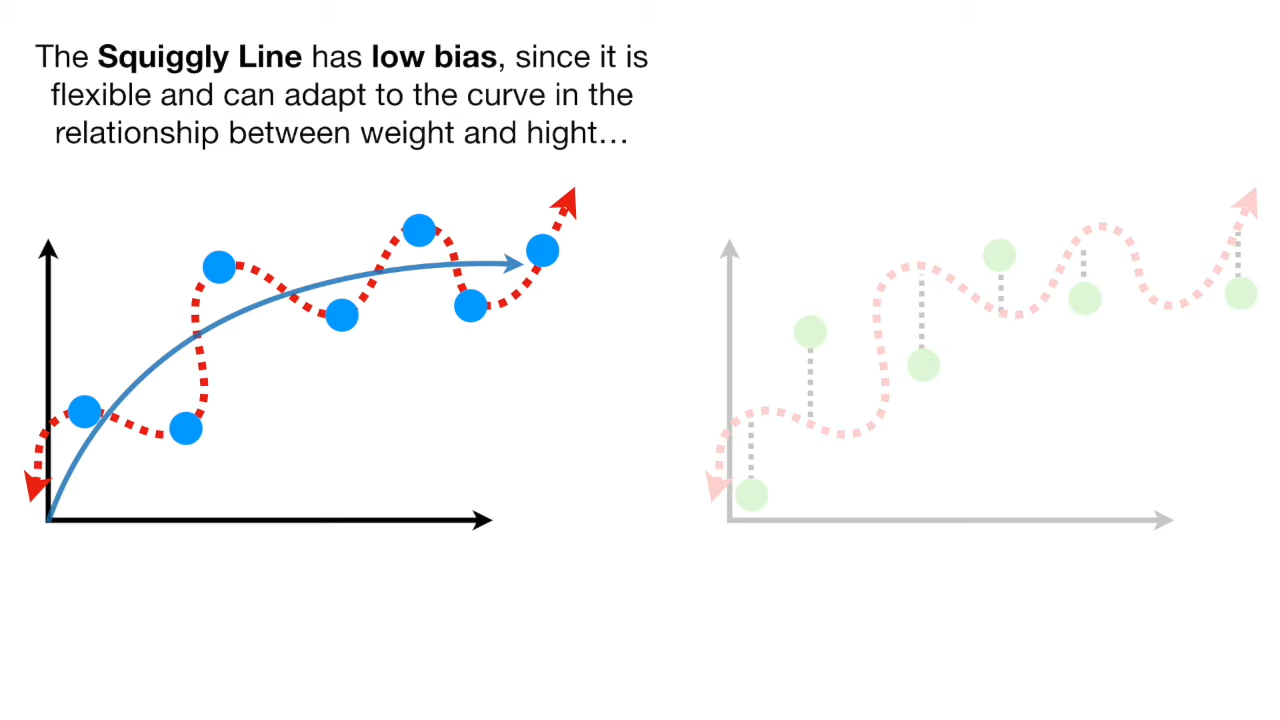 The Squiggly Line has low bias, since it is
flexible and can adapt to the curve in the
relationship between weight and hight…